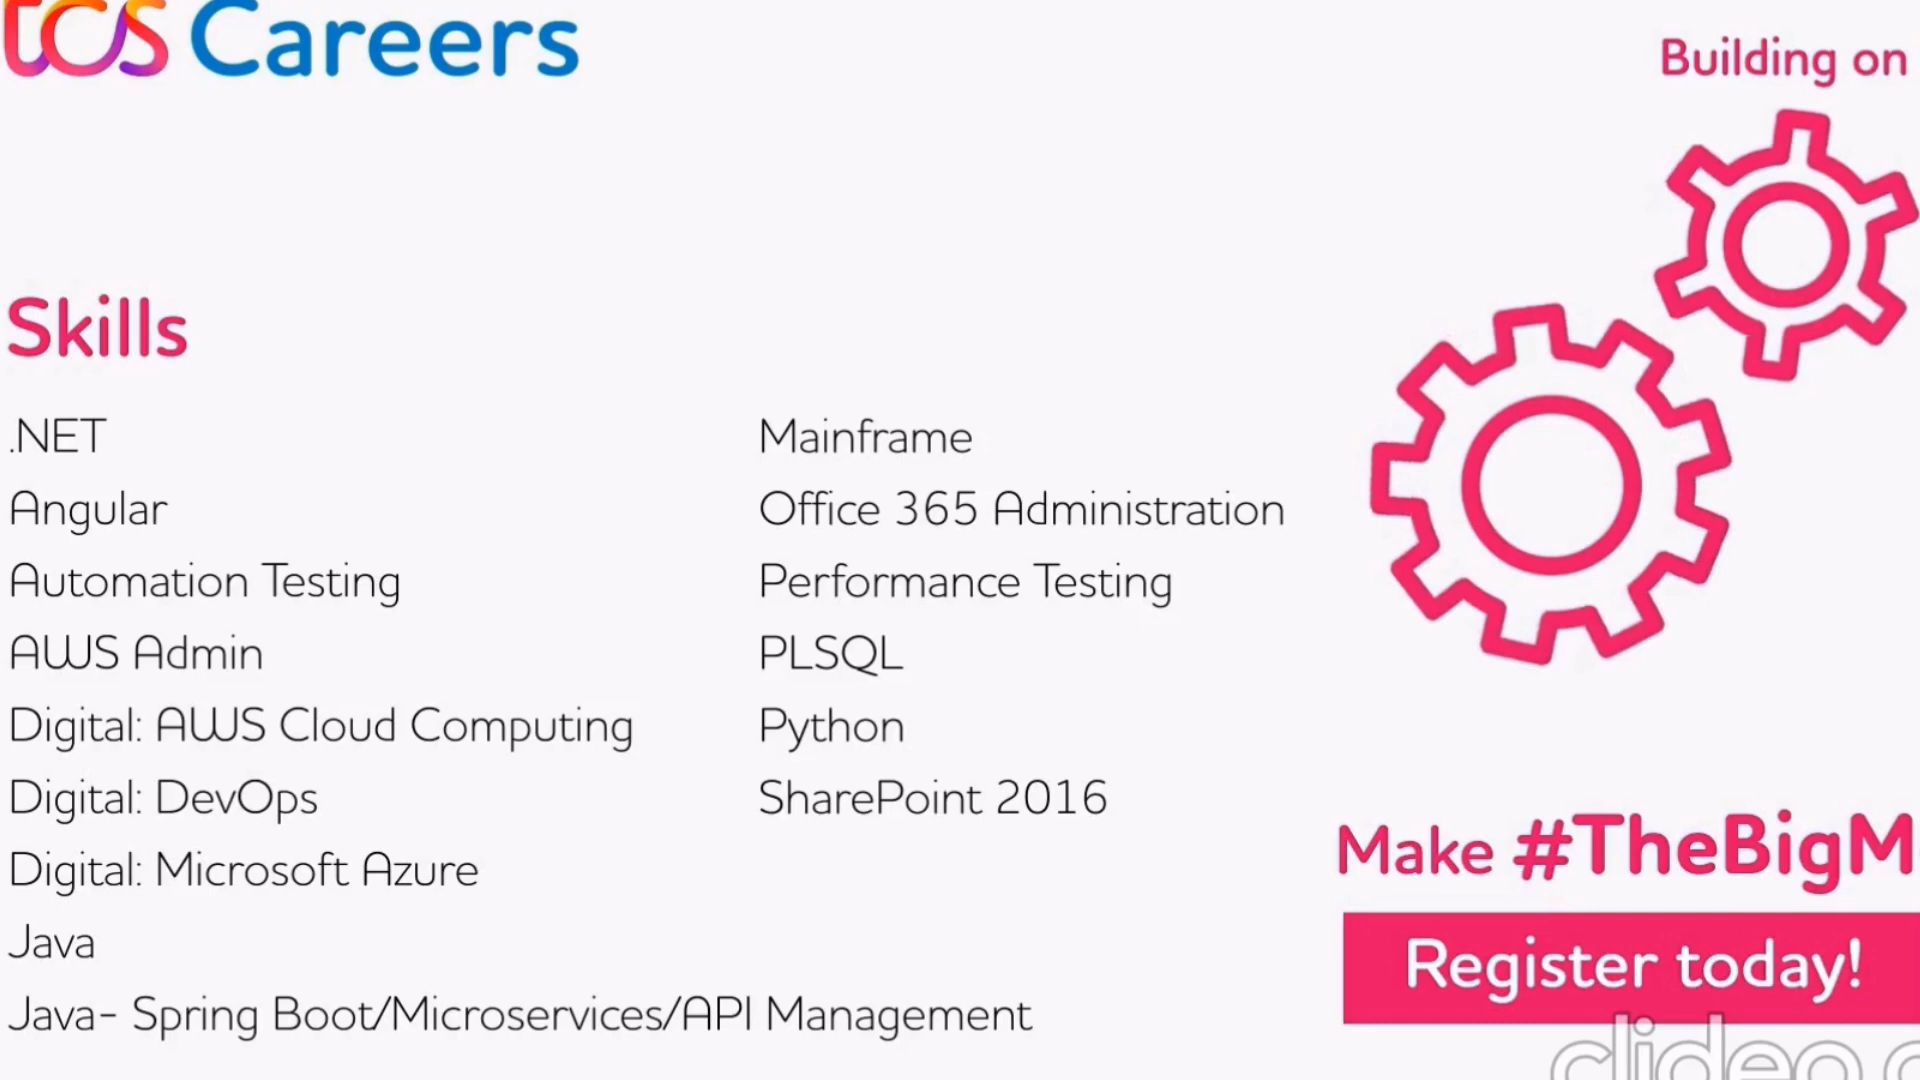 tcs Careers
Building on
Skills
.NET
Angular
Automation Testing
AWS Admin
Digital: AWS Cloud Computing
Digital: DevOps
Digital: Microsoft Azure
Java
Java- Spring Boot/Microservices/API Management
Mainframe
Office 365 Administration
Performance Testing
PLSQL
Python
SharePoint 2016
Make #TheBigM
Register today!
clideo